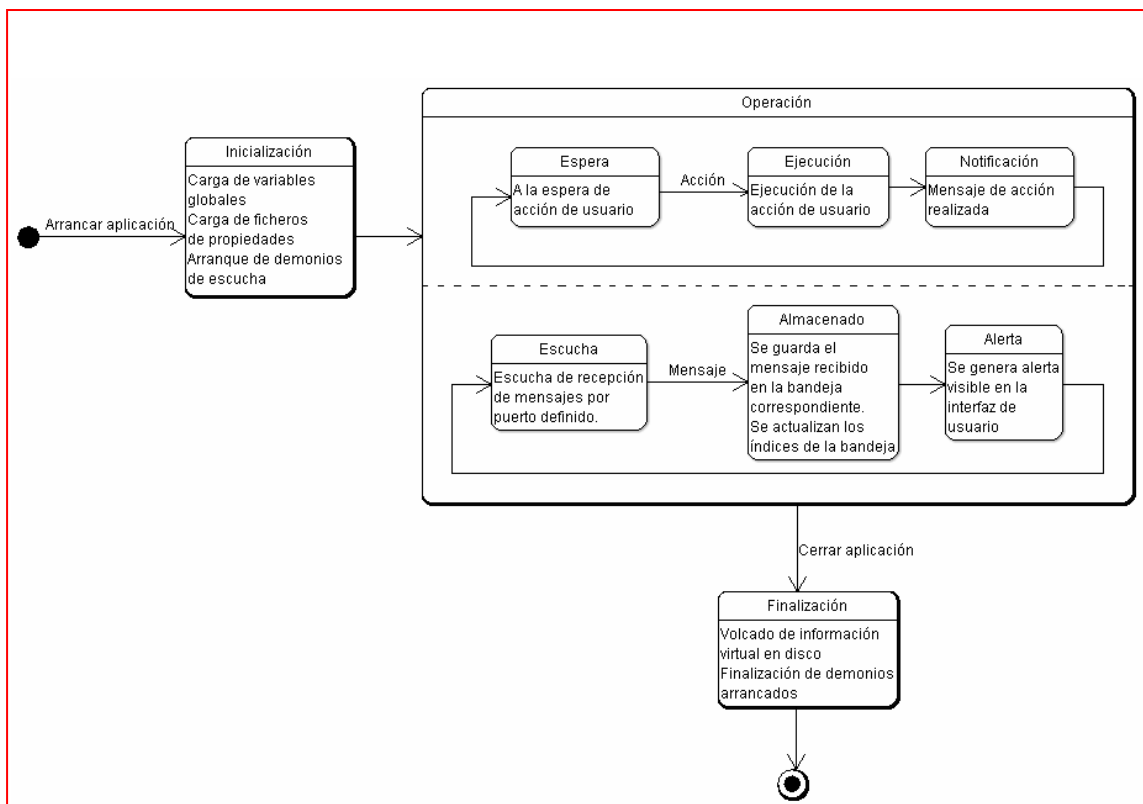 Operación
Inicialización
Carga de variables
globales
Carga de ficheros
de propiedades
Arranque de demonios
de escucha
Arrancar aplicación
Espera
A la espera de
acción de usuario
Acción
Ejecución
Ejecución de la
acción de usuario
Notificación
Mensaje de acción
realizada
Escucha
Escucha de recepción
de mensajes por
puerto definido.
Mensaje
Almacenado
Se guarda el
mensaje recibido
en la bandeja
correspondiente.
Se actualizan los
índices de la bandeja
Alerta
Se genera alerta
visible en la
interfaz de
usuario
Cerrar aplicación
Finalización
Volcado de información
virtual en disco
Finalización de demonios
arrancados